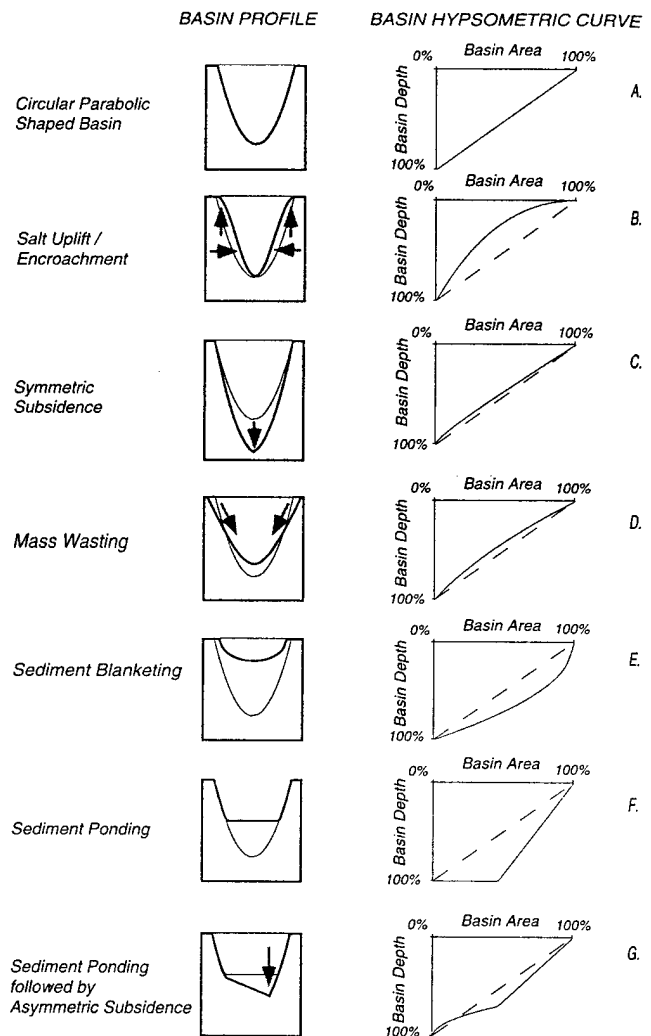 BASIN PROFILE
BASIN HYPSOMETRIC CURVE
Circular Parabolic
Shaped Basin
0%
Basin Area
100%
Basin Depth
100%
A.
Salt Uplift /
Encroachment
0%
Basin Area
100%
Basin Depth
100%
B.
Symmetric
Subsidence
0%
Basin Area
100%
Basin Depth
100%
C.
Mass Wasting
0%
Basin Area
100%
Basin Depth
100%
D.
Sediment Blanketing
0%
Basin Area
100%
Basin Depth
100%
E.
Sediment Ponding
0%
Basin Area
100%
Basin Depth
100%
F.
Sediment Ponding
followed by
Asymmetric Subsidence
0%
Basin Area
100%
Basin Depth
100%
G.